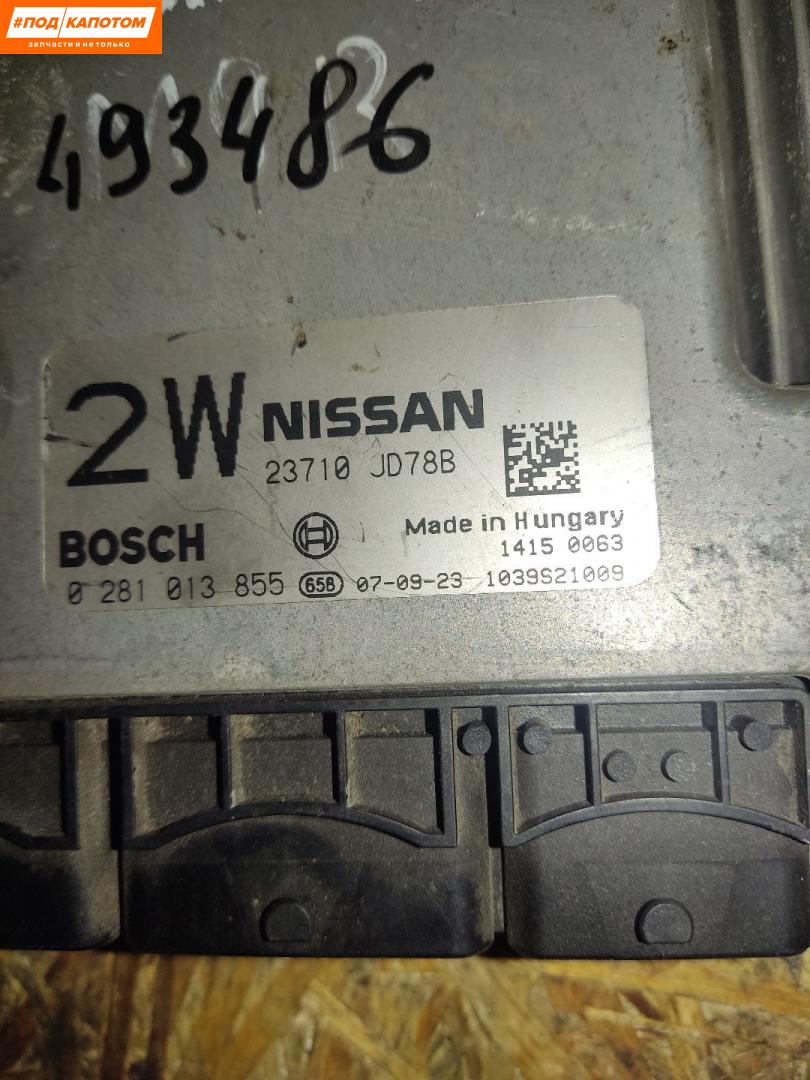 #ПОД КАПОТОМ
запчасти и не только
493486
2W NISSAN
23710 JD78B
BOSCH
Made in Hungary
1415 0063
0 281 013 855 65B 07-09-23 1039S21009